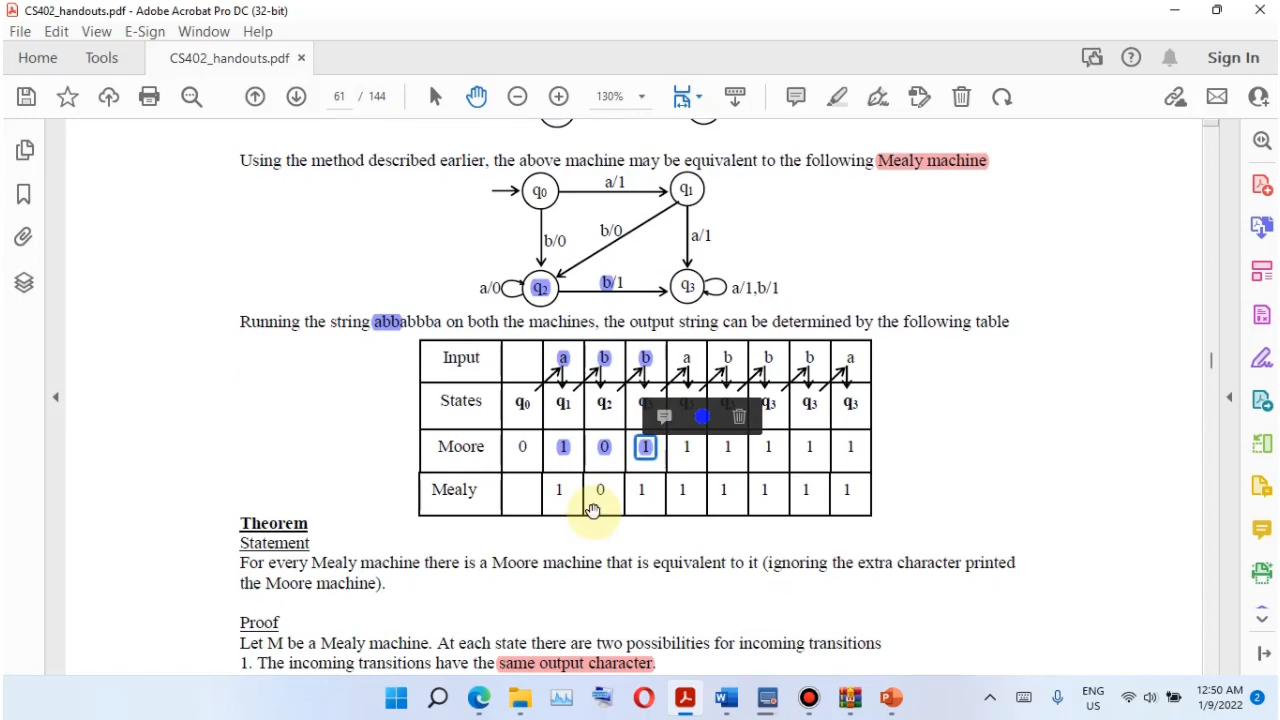 CS402_handouts.pdf - Adobe Acrobat Pro DC (32-bit)
File Edit View E-Sign Window Help
Home Tools CS402_handouts.pdf × Sign In
61 / 144 130%
Using the method described earlier, the above machine may be equivalent to the following Mealy machine
q0 a/1 q1
b/0 b/0 a/1
a/0 q2 b/1 q3 a/1,b/1
Running the string abbabbba on both the machines, the output string can be determined by the following table
Input a b b a b b b a
States q0 q1 q2 q3 q3 q3 q3 q3 q3
Moore 0 1 0 1 1 1 1 1 1
Mealy 1 0 1 1 1 1 1 1
Theorem
Statement
For every Mealy machine there is a Moore machine that is equivalent to it (ignoring the extra character printed
the Moore machine).
Proof
Let M be a Mealy machine. At each state there are two possibilities for incoming transitions
1. The incoming transitions have the same output character.
ENG
US
12:50 AM
1/9/2022
2